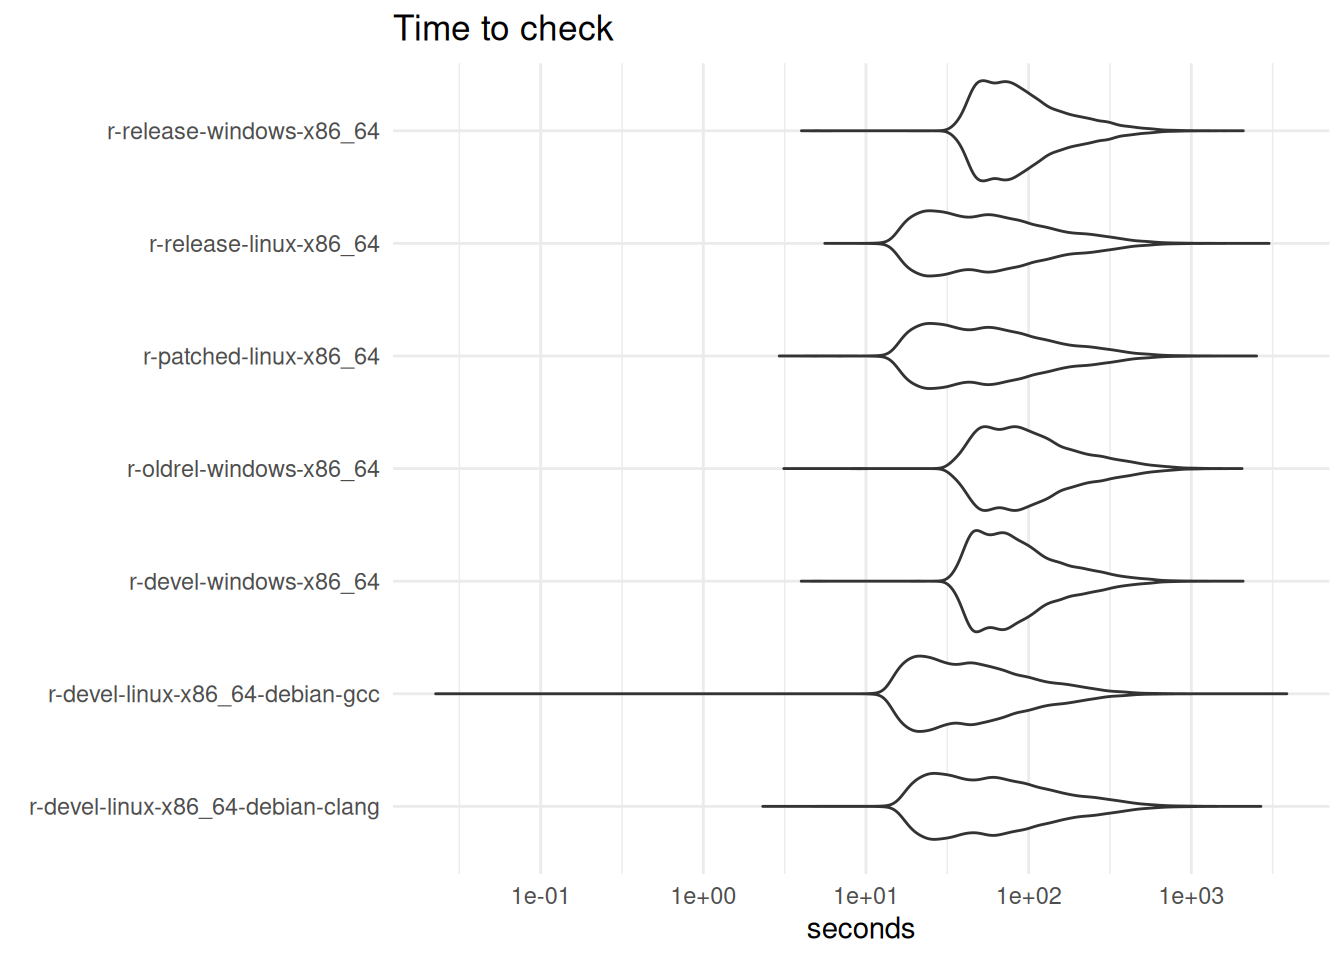 Time to check
r-release-windows-x86_64
r-release-linux-x86_64
r-patched-linux-x86_64
r-oldrel-windows-x86_64
r-devel-windows-x86_64
r-devel-linux-x86_64-debian-gcc
r-devel-linux-x86_64-debian-clang
1e-01 1e+00 1e+01 1e+02 1e+03
seconds